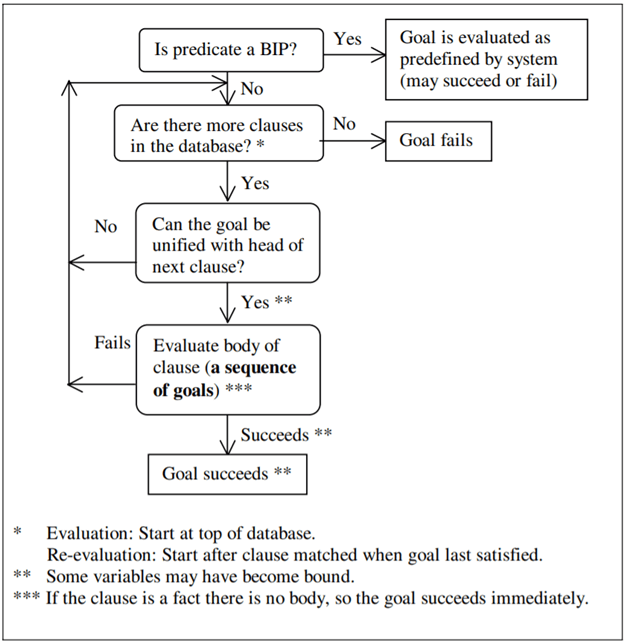 Is predicate a BIP?
Yes
Goal is evaluated as
predefined by system
(may succeed or fail)
No
Are there more clauses
in the database? *
No
Goal fails
Yes
No
Can the goal be
unified with head of
next clause?
Yes **
Fails
Evaluate body of
clause (a sequence
of goals) ***
Succeeds **
Goal succeeds **
* Evaluation: Start at top of database.
Re-evaluation: Start after clause matched when goal last satisfied.
** Some variables may have become bound.
*** If the clause is a fact there is no body, so the goal succeeds immediately.